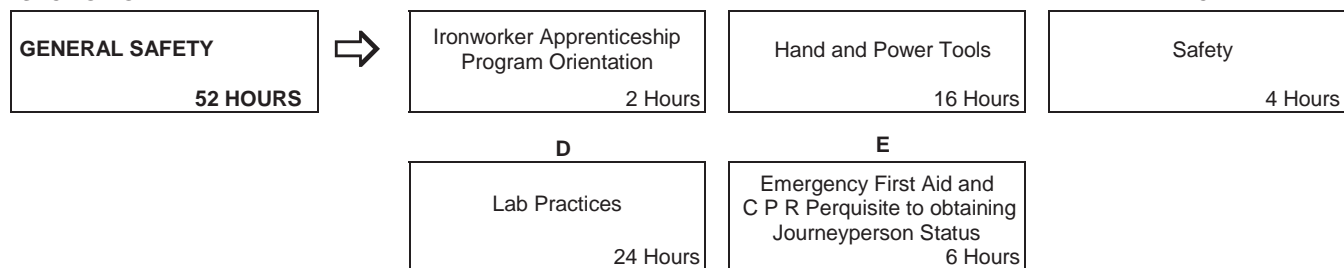 GENERAL SAFETY
52 HOURS
Ironworker Apprenticeship
Program Orientation
2 Hours
Hand and Power Tools
16 Hours
Safety
4 Hours
D
Lab Practices
24 Hours
E
Emergency First Aid and
C P R Perquisite to obtaining
Journeyperson Status
6 Hours